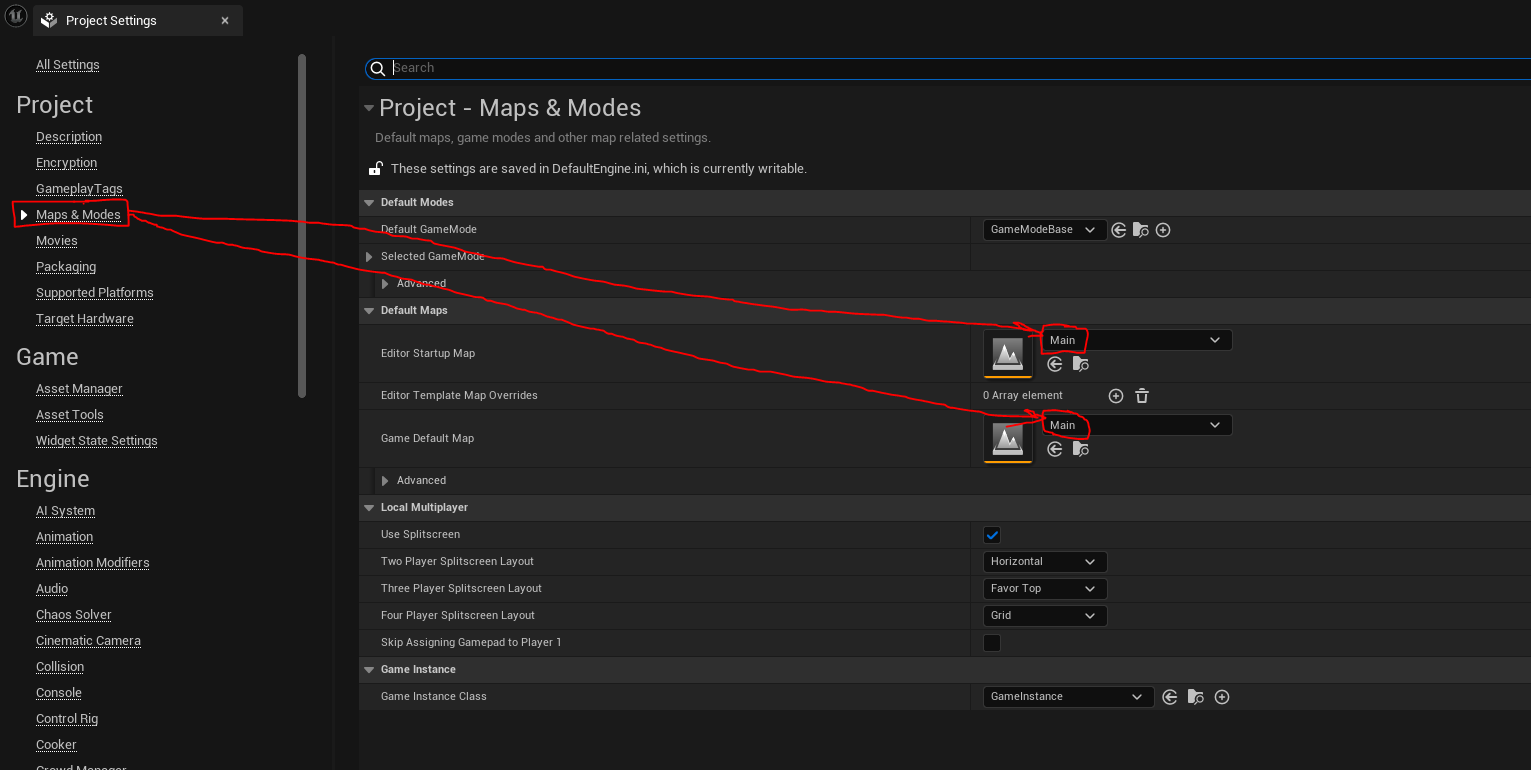 Project Settings
All Settings
Project
Description
Encryption
GameplayTags
Maps & Modes
Movies
Packaging
Supported Platforms
Target Hardware
Game
Asset Manager
Asset Tools
Widget State Settings
Engine
AI System
Animation
Animation Modifiers
Audio
Chaos Solver
Cinematic Camera
Collision
Console
Control Rig
Cooker
Crowd Manager
Search
Project - Maps & Modes
Default maps, game modes and other map related settings.
These settings are saved in DefaultEngine.ini, which is currently writable.
Default Modes
Default GameMode GameModeBase
Selected GameMode
Advanced
Default Maps
Editor Startup Map Main
Editor Template Map Overrides 0 Array element
Game Default Map Main
Advanced
Local Multiplayer
Use Splitscreen
Two Player Splitscreen Layout Horizontal
Three Player Splitscreen Layout Favor Top
Four Player Splitscreen Layout Grid
Skip Assigning Gamepad to Player 1
Game Instance
Game Instance Class GameInstance